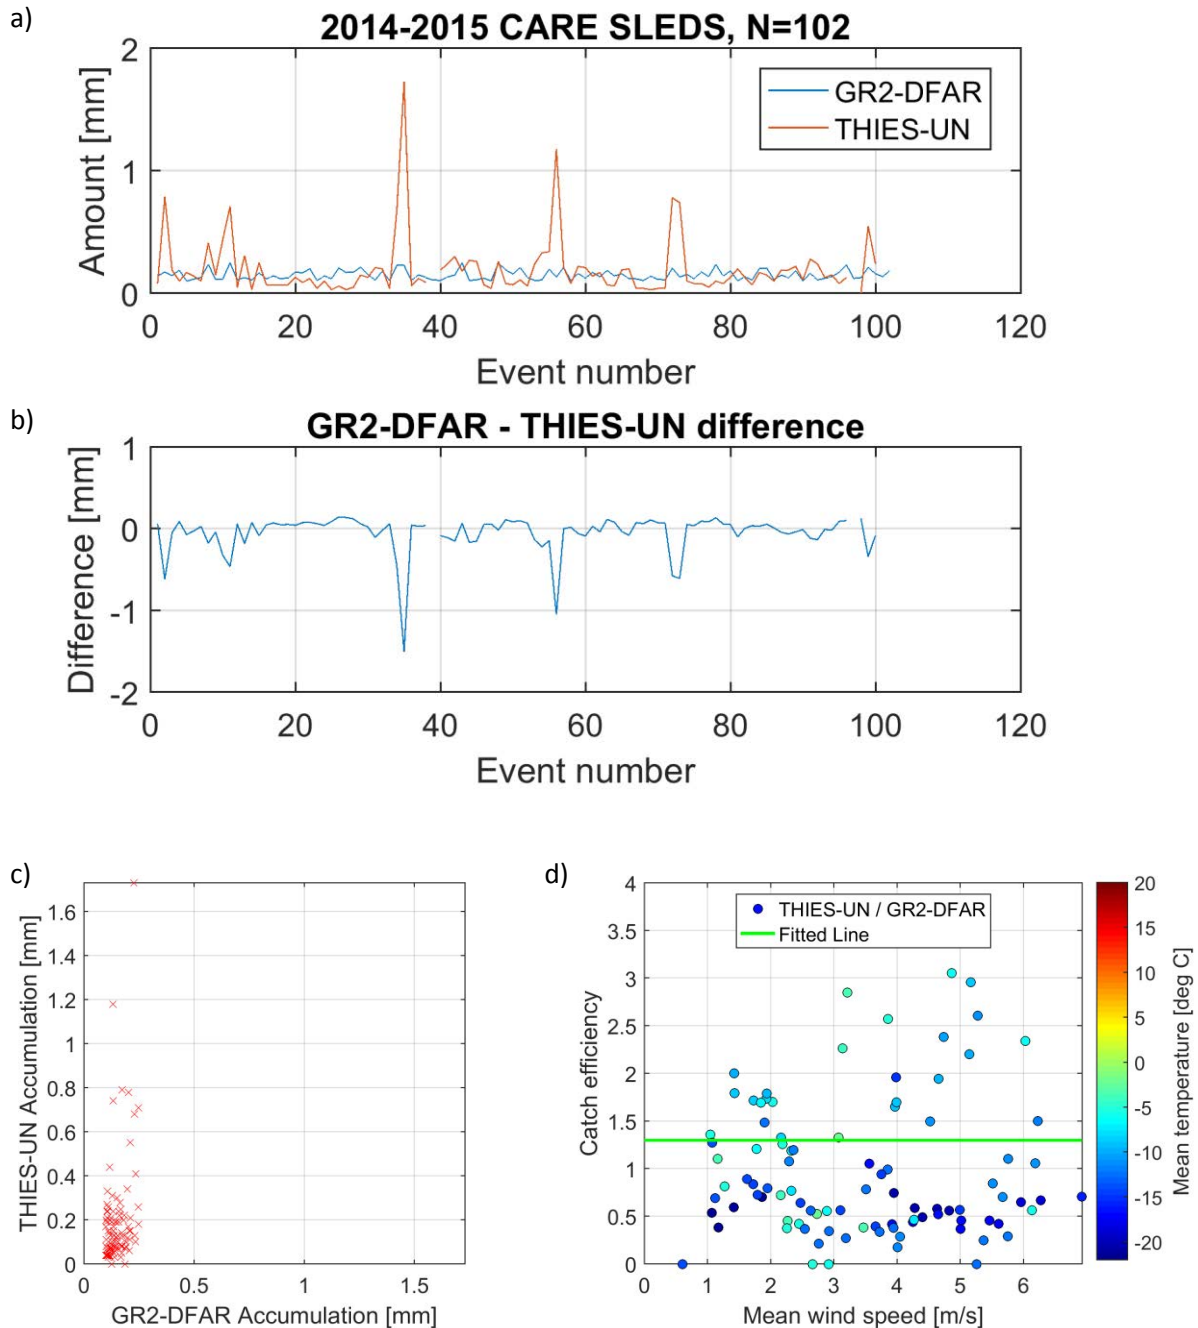 a)
2014-2015 CARE SLEDS, N=102
Amount [mm]
2
1
0
GR2-DFAR
THIES-UN
0 20 40 60 80 100 120
Event number
b)
GR2-DFAR - THIES-UN difference
Difference [mm]
1
0
-1
-2
0 20 40 60 80 100 120
Event number
c)
THIES-UN Accumulation [mm]
1.6
1.4
1.2
1
0.8
0.6
0.4
0.2
0
0 0.5 1 1.5
GR2-DFAR Accumulation [mm]
d)
Catch efficiency
4
3.5
3
2.5
2
1.5
1
0.5
0
THIES-UN / GR2-DFAR
Fitted Line
0 1 2 3 4 5 6
Mean wind speed [m/s]
20
15
10
5
0
-5
-10
-15
-20
Mean temperature [deg C]